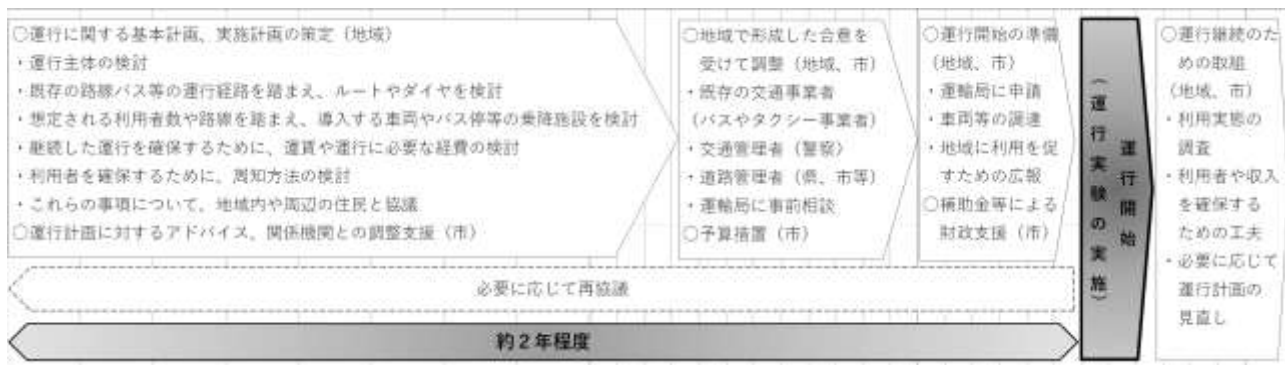 ○運行に関する基本計画、実施計画の策定（地域）
・運行主体の検討
・既存の路線バス等の運行経路を踏まえ、ルートやダイヤを検討
・想定される利用者数や路線を踏まえ、導入する車両やバス停等の乗降施設を検討
・継続した運行を確保するために、運賃や運行に必要な経費の検討
・利用者を確保するために、周知方法の検討
・これらの事項について、地域内や周辺の住民と協議
○運行計画に対するアドバイス、関係機関との調整支援（市）
○地域で形成した合意を
受けて調整（地域、市）
・既存の交通事業者
（バスやタクシー事業者）
・交通管理者（警察）
・道路管理者（県、市等）
・運輸局に事前相談
○予算措置（市）
○運行開始の準備
（地域、市）
・運輸局に申請
・車両等の調達
・地域に利用を促
すための広報
○補助金等による
財政支援（市）
運行開始
（運行実験の実施）
○運行継続のた
めの取組
（地域、市）
・利用実態の
調査
・利用者や収入
を確保する
ための工夫
・必要に応じて
運行計画の
見直し
必要に応じて再協議
約２年程度